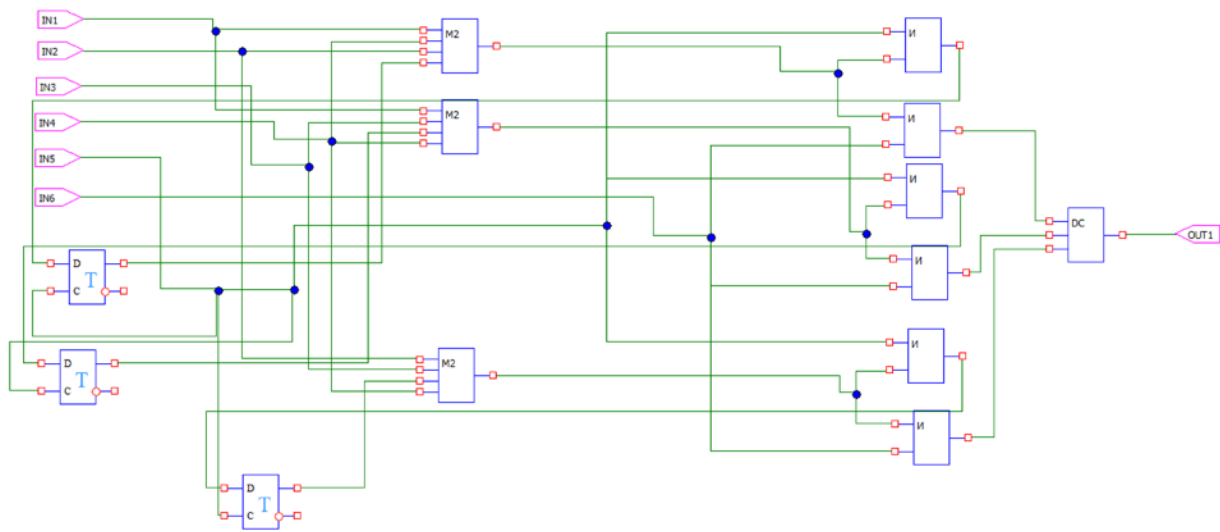 IN1
IN2
IN3
IN4
IN5
IN6
M2
M2
M2
И
И
И
И
И
И
D
T
C
D
T
C
D
T
C
DC
OUT1